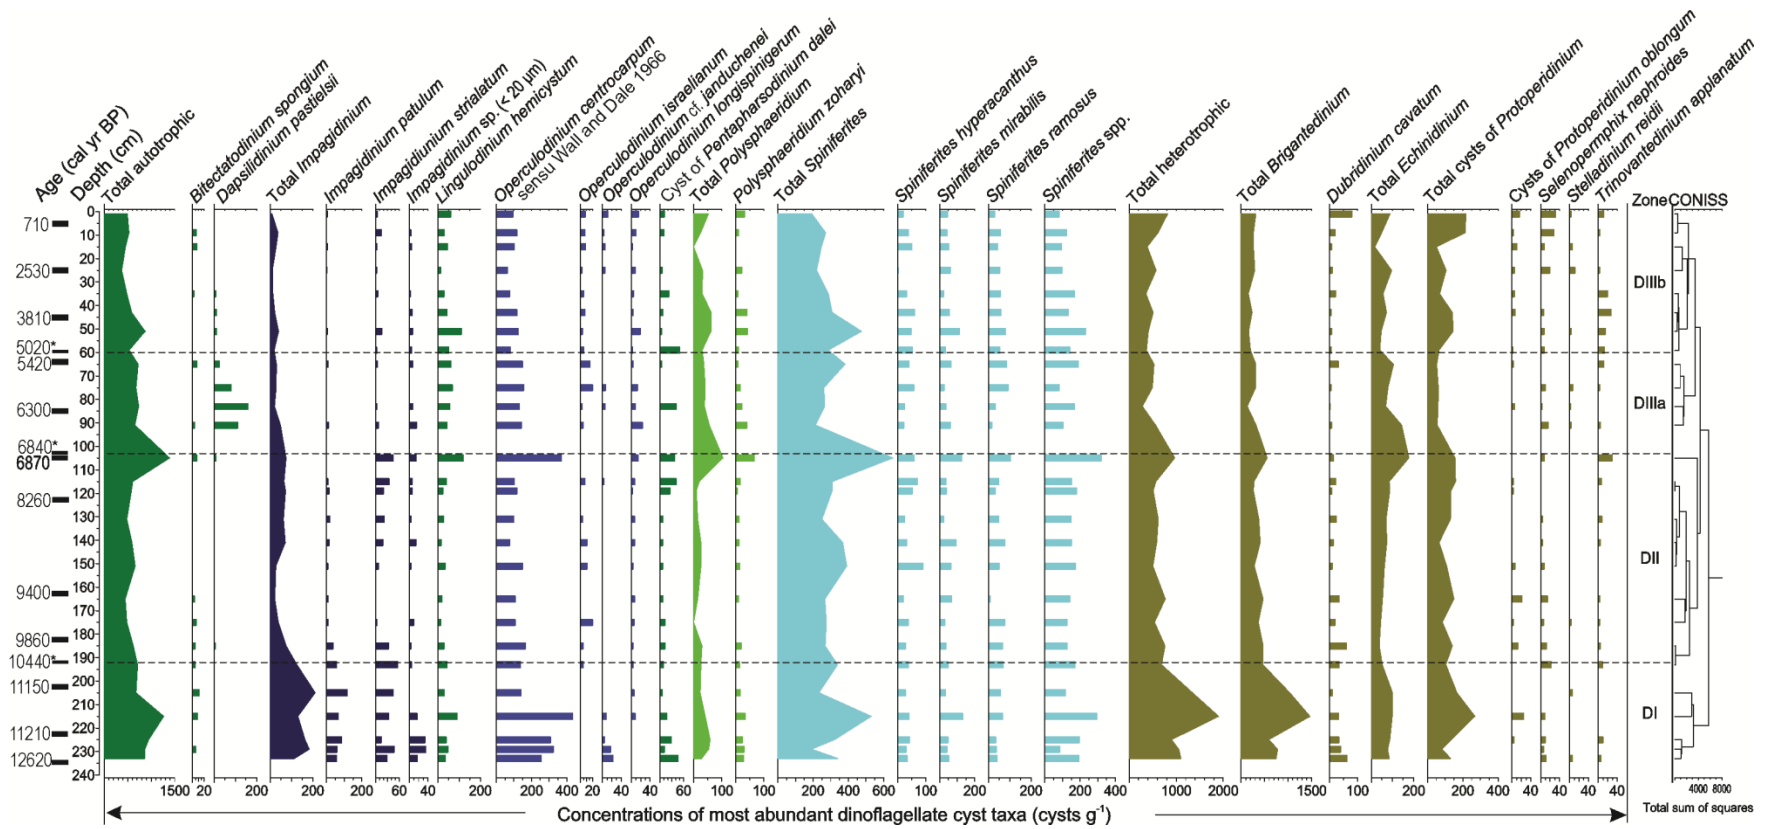 Age (cal yr BP)
Depth (cm)
Total autrotrophic
Bitectetodinium spongium
Dapsilidinium pastielsii
Total Impagidinium
Impagidinium patulum
Impagidium strialatum
Impagidinium sp. (< 20 µm)
Lingulodinium hemicystum
Operculodinium centrocarpum
sensu Wall and Dale 1966
Operculodinium israelianum
Operculodinium cf. janduchenei
Operculodinium longispinigerum
Cyst of Pentapharsodinium dalei
Total Polysphaeridium
Polysphaeridium zoharyi
Total Spiniferites
Spiniferites hyperacanthus
Spiniferites mirabilis
Spiniferites ramosus
Spiniferites spp.
Total heterotrophic
Total Brigantedinium
Dubridinium cavatum
Total Echinidium
Total cysts of Protoperidinium
Cysts of Protoperidinium oblongum
Selenopemphix nephroides
Stelladinium reidii
Trinovantedinium applanatum
Zone
CONISS
710
2530
3810
5020*
5420
6300
6840*
6870
8260
9400
9860
10440*
11150
11210
12620
0
10
20
30
40
50
60
70
80
90
100
110
120
130
140
150
160
170
180
190
200
210
220
230
240
DIIIb
DIIIa
DII
DI
1500 20 20 200 60 40 200 200 400 20 40 40 60 100 100 200 400 600 100 100 100 200 400 1000 2000 1500 100 200 200 400 40 40 40 40
4000 8000
Total sum of squares
Concentrations of most abundant dinoflagellate cyst taxa (cysts g⁻¹)